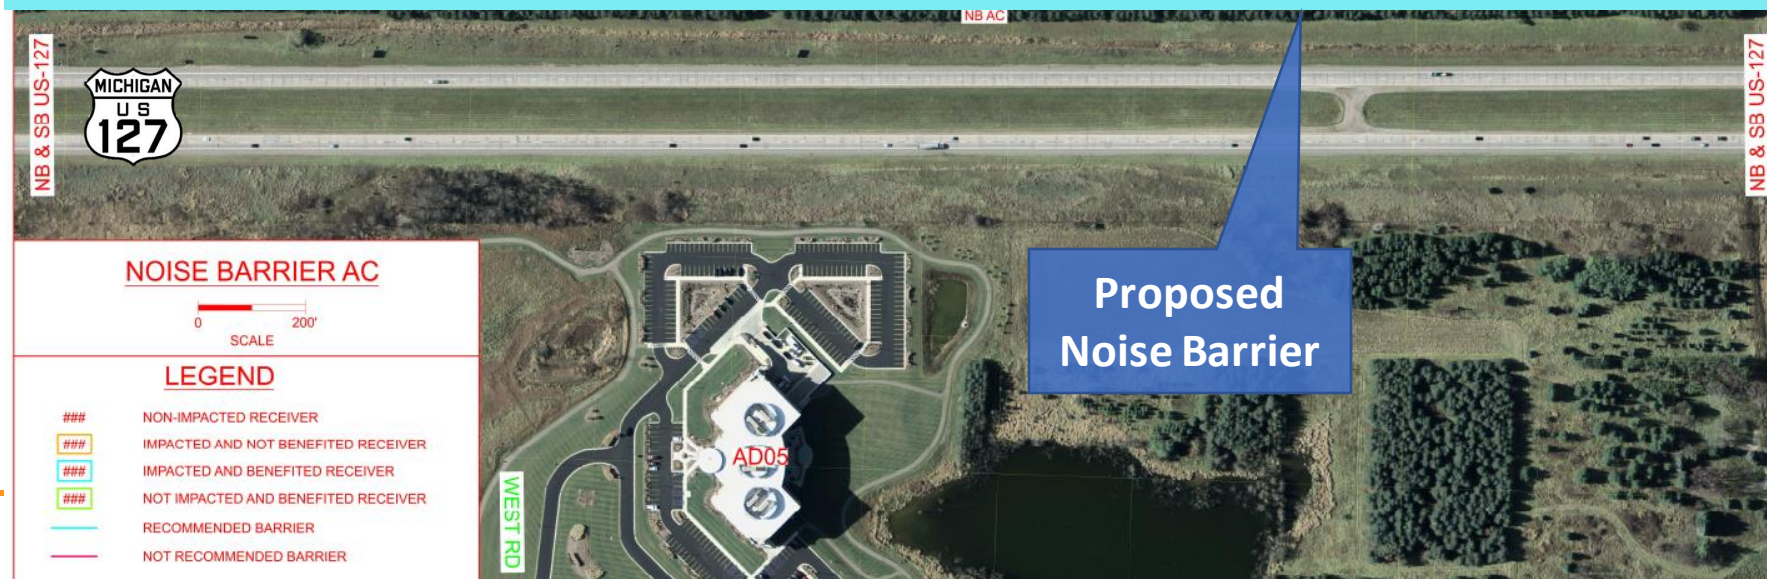 NB AC
NB & SB US-127
MICHIGAN
U S
127
NB & SB US-127
NOISE BARRIER AC
0 200'
SCALE
LEGEND
### NON-IMPACTED RECEIVER
### IMPACTED AND NOT BENEFITED RECEIVER
### IMPACTED AND BENEFITED RECEIVER
### NOT IMPACTED AND BENEFITED RECEIVER
RECOMMENDED BARRIER
NOT RECOMMENDED BARRIER
WEST RD
AD05
Proposed
Noise Barrier